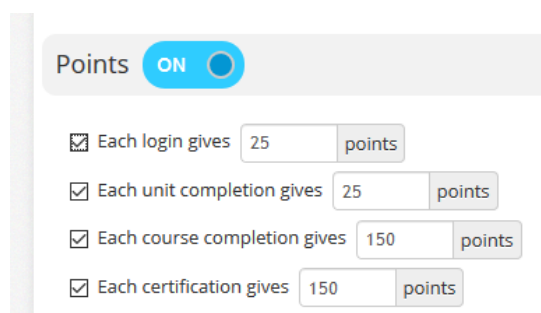 Points ON
Each login gives 25 points
Each unit completion gives 25 points
Each course completion gives 150 points
Each certification gives 150 points